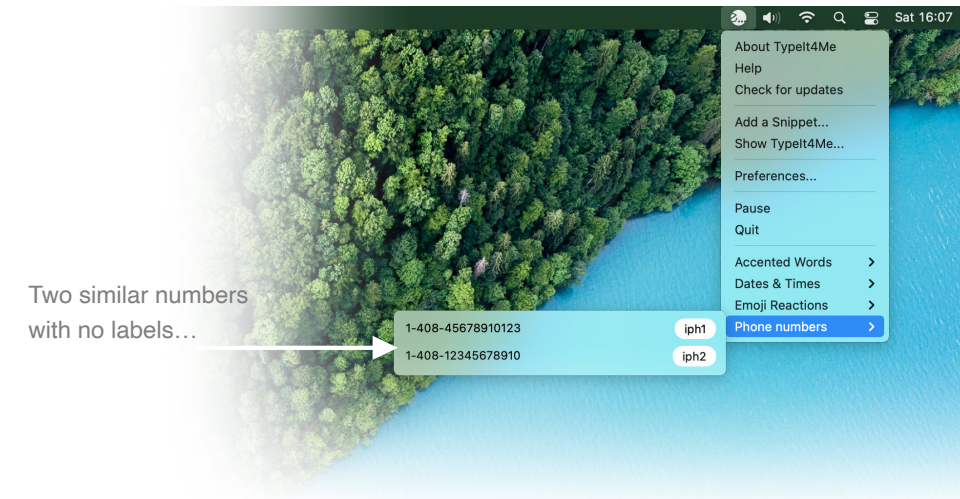 Sat 16:07
About TypeIt4Me
Help
Check for updates
Add a Snippet...
Show TypeIt4Me...
Preferences...
Pause
Quit
Accented Words
Dates & Times
Emoji Reactions
Phone numbers
Two similar numbers
with no labels…
1-408-45678910123 iph1
1-408-12345678910 iph2